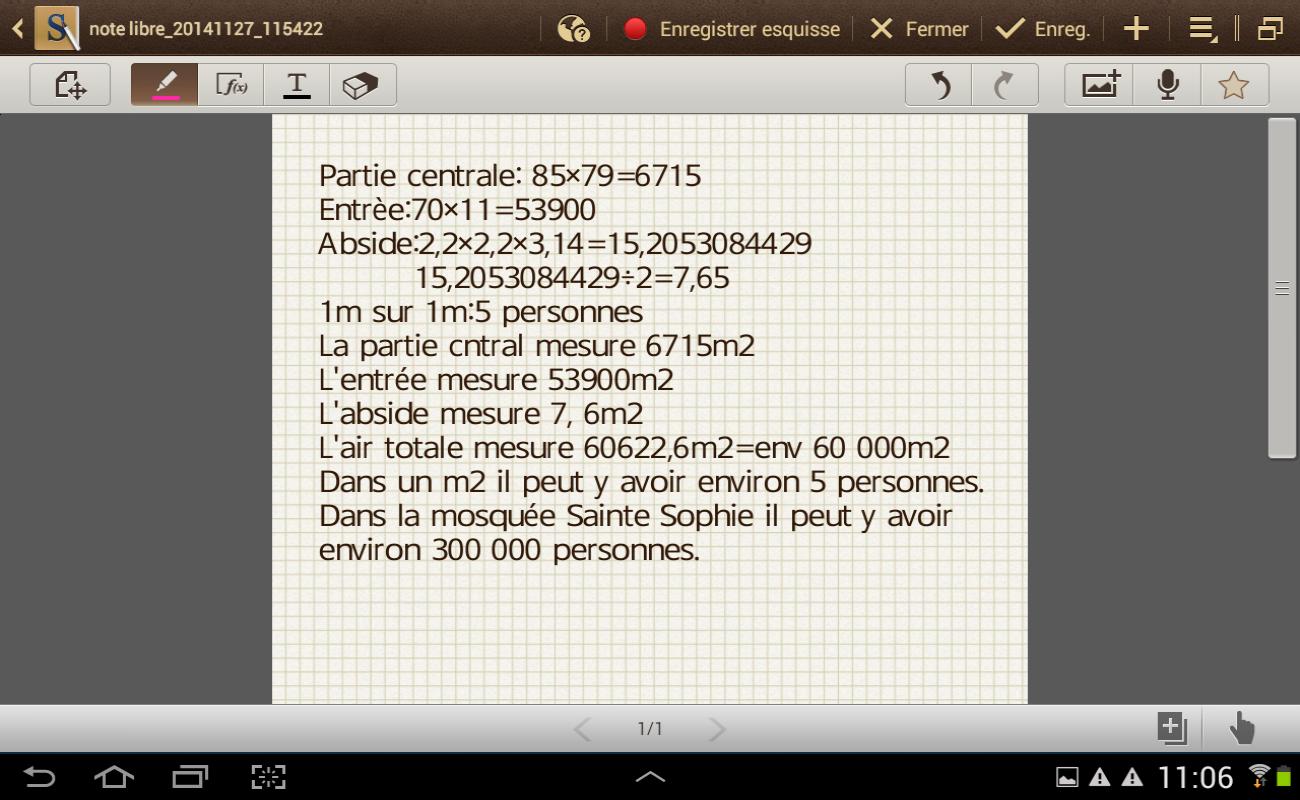 note libre_20141127_115422
Enregistrer esquisse
Fermer
Enreg.
Partie centrale: 85×79=6715
Entrèe:70×11=53900
Abside:2,2×2,2×3,14=15,2053084429
15,2053084429÷2=7,65
1m sur 1m:5 personnes
La partie cntral mesure 6715m2
L'entrée mesure 53900m2
L'abside mesure 7, 6m2
L'air totale mesure 60622,6m2=env 60 000m2
Dans un m2 il peut y avoir environ 5 personnes.
Dans la mosquée Sainte Sophie il peut y avoir
environ 300 000 personnes.
1/1
11:06